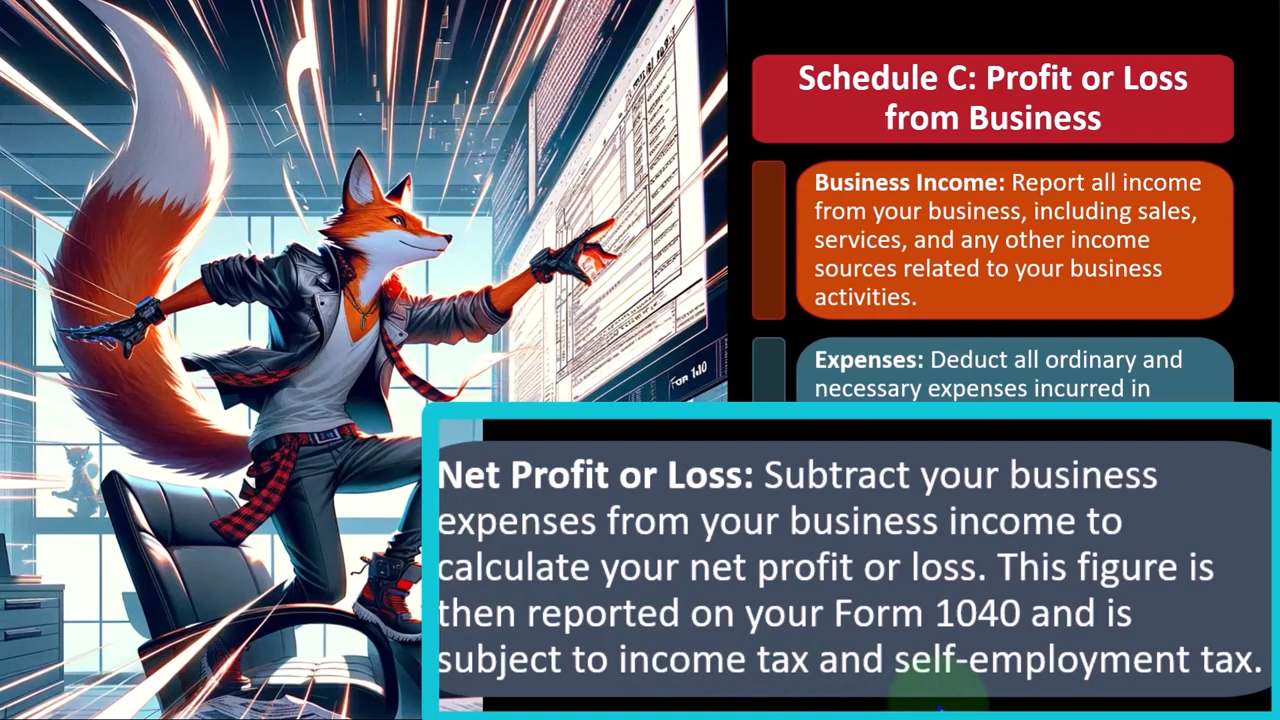 Schedule C: Profit or Loss
from Business
Business Income: Report all income
from your business, including sales,
services, and any other income
sources related to your business
activities.
Expenses: Deduct all ordinary and
necessary expenses incurred in
Net Profit or Loss: Subtract your business
expenses from your business income to
calculate your net profit or loss. This figure is
then reported on your Form 1040 and is
subject to income tax and self-employment tax.